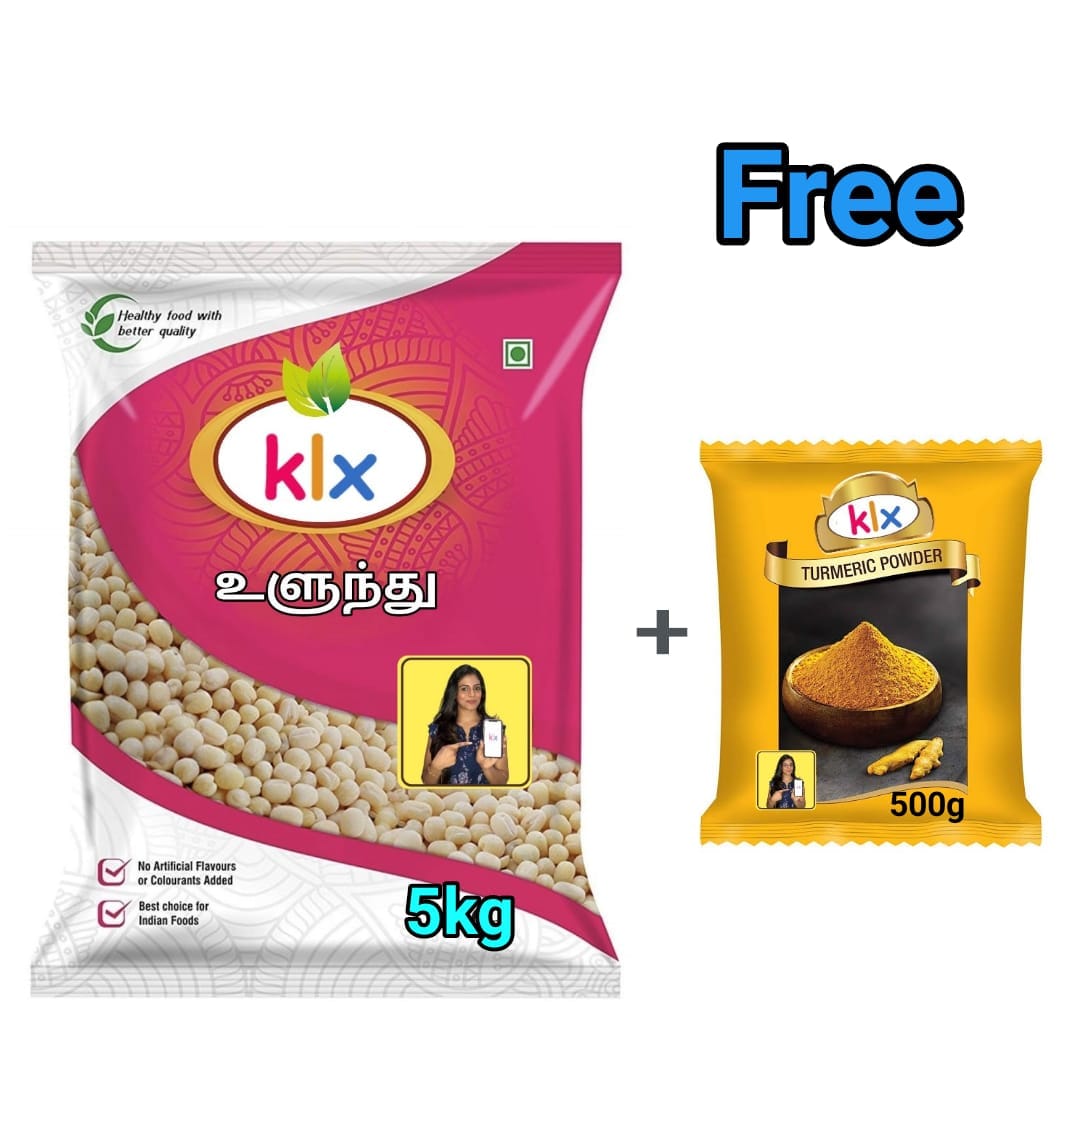 Free
Healthy food with
better quality
klx
உளுந்து
No Artificial Flavours
or Colourants Added
Best choice for
Indian Foods
5kg
+
klx
TURMERIC POWDER
500g
klx